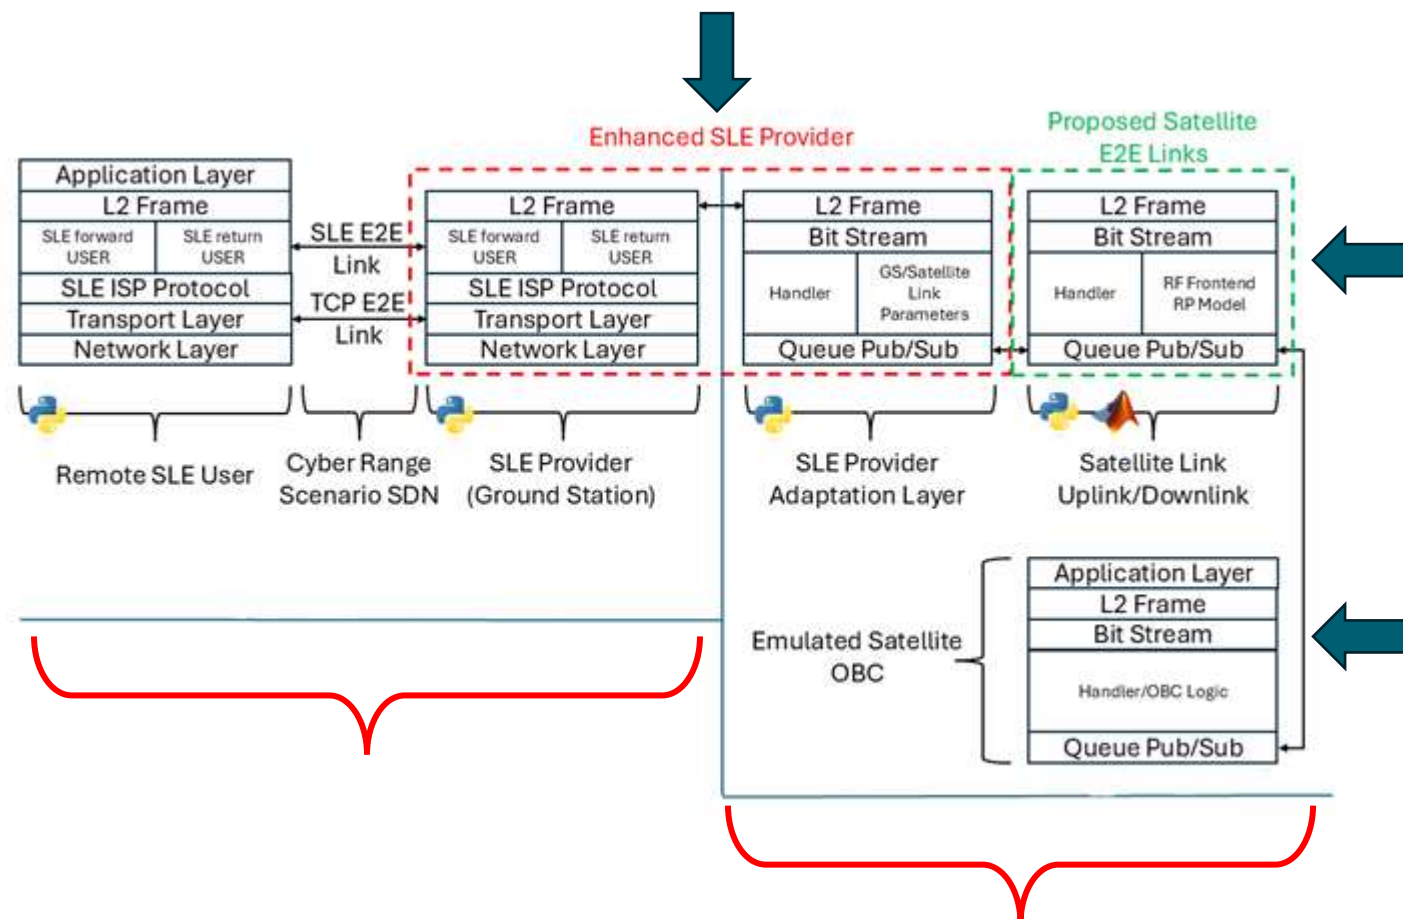 Enhanced SLE Provider
Proposed Satellite
E2E Links
Application Layer
L2 Frame
SLE forward
USER
SLE return
USER
SLE ISP Protocol
Transport Layer
Network Layer
SLE E2E
Link
TCP E2E
Link
L2 Frame
SLE forward
USER
SLE return
USER
SLE ISP Protocol
Transport Layer
Network Layer
L2 Frame
Bit Stream
Handler
GS/Satellite
Link
Parameters
Queue Pub/Sub
L2 Frame
Bit Stream
Handler
RF Frontend
RP Model
Queue Pub/Sub
Remote SLE User
Cyber Range
Scenario SDN
SLE Provider
(Ground Station)
SLE Provider
Adaptation Layer
Satellite Link
Uplink/Downlink
Emulated Satellite
OBC
Application Layer
L2 Frame
Bit Stream
Handler/OBC Logic
Queue Pub/Sub